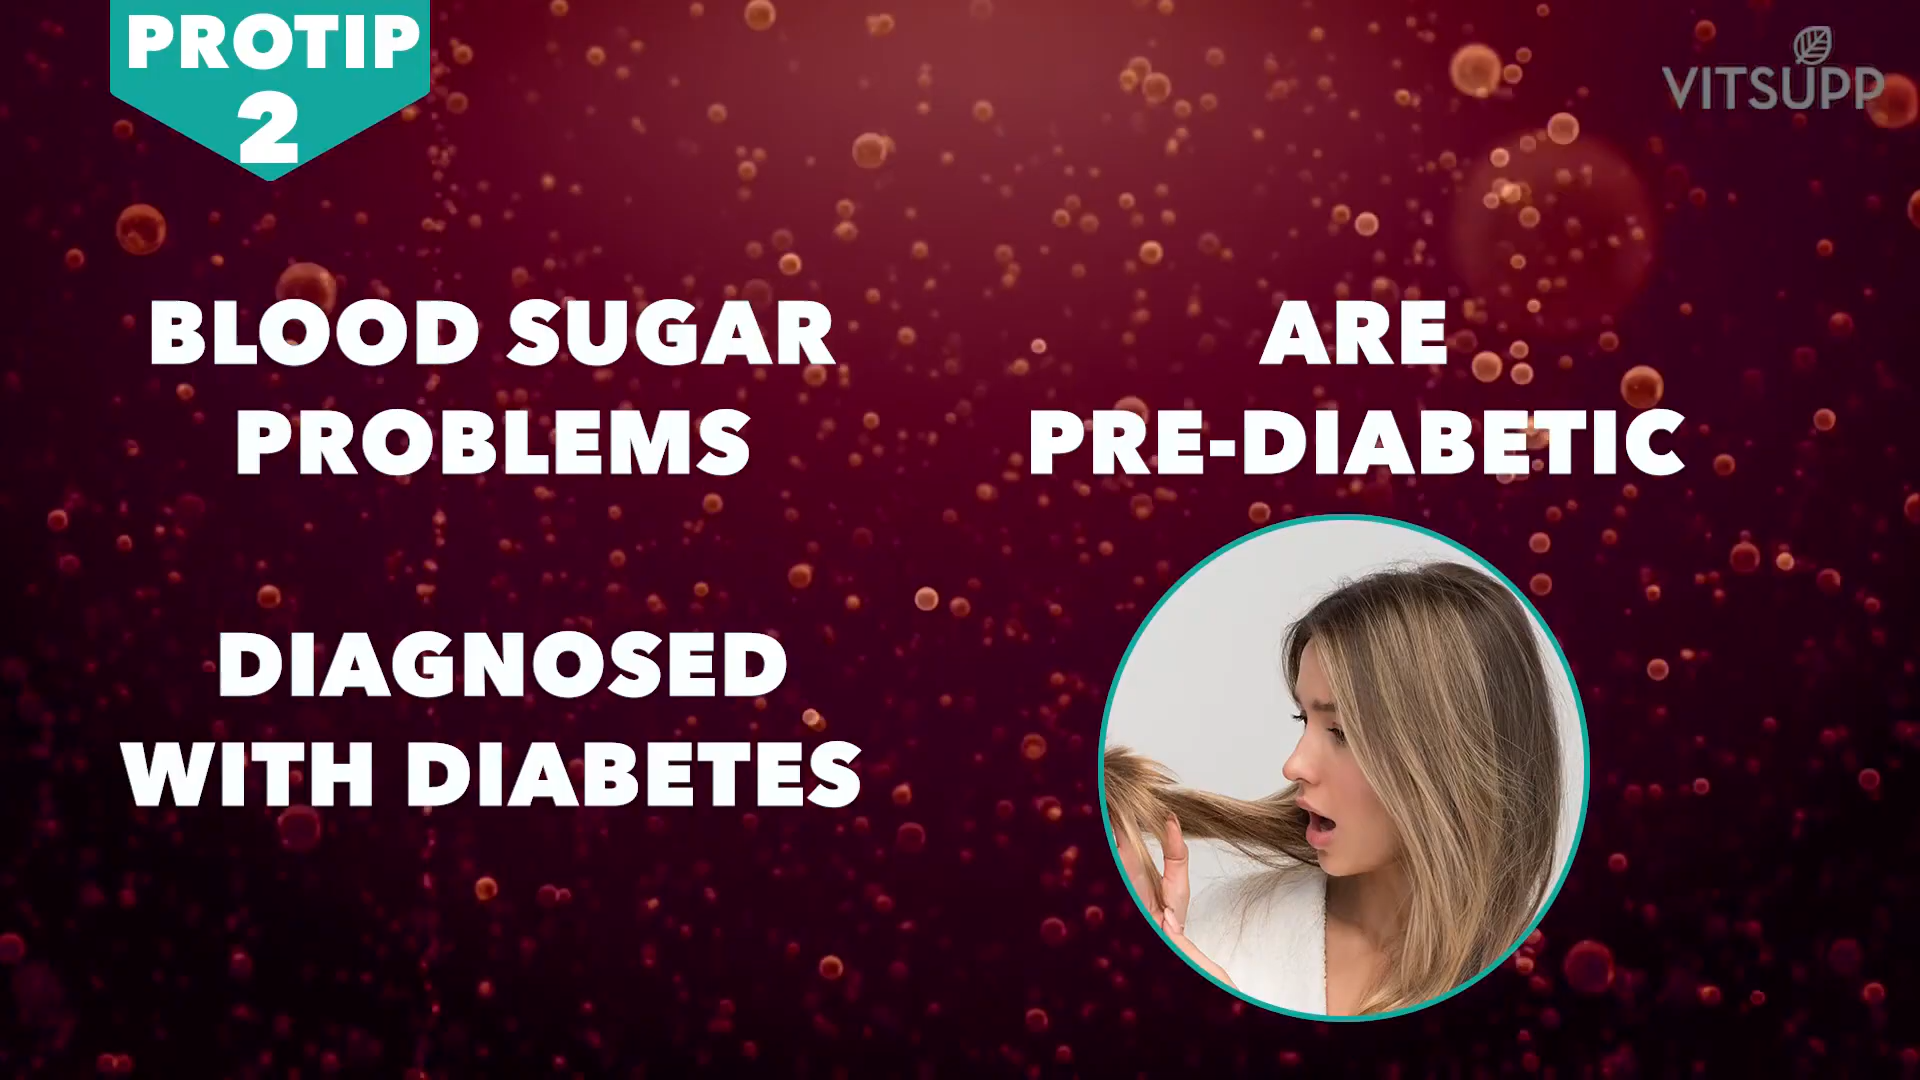 PROTIP
2
VITSUPP
BLOOD SUGAR
PROBLEMS
ARE
PRE-DIABETIC
DIAGNOSED
WITH DIABETES